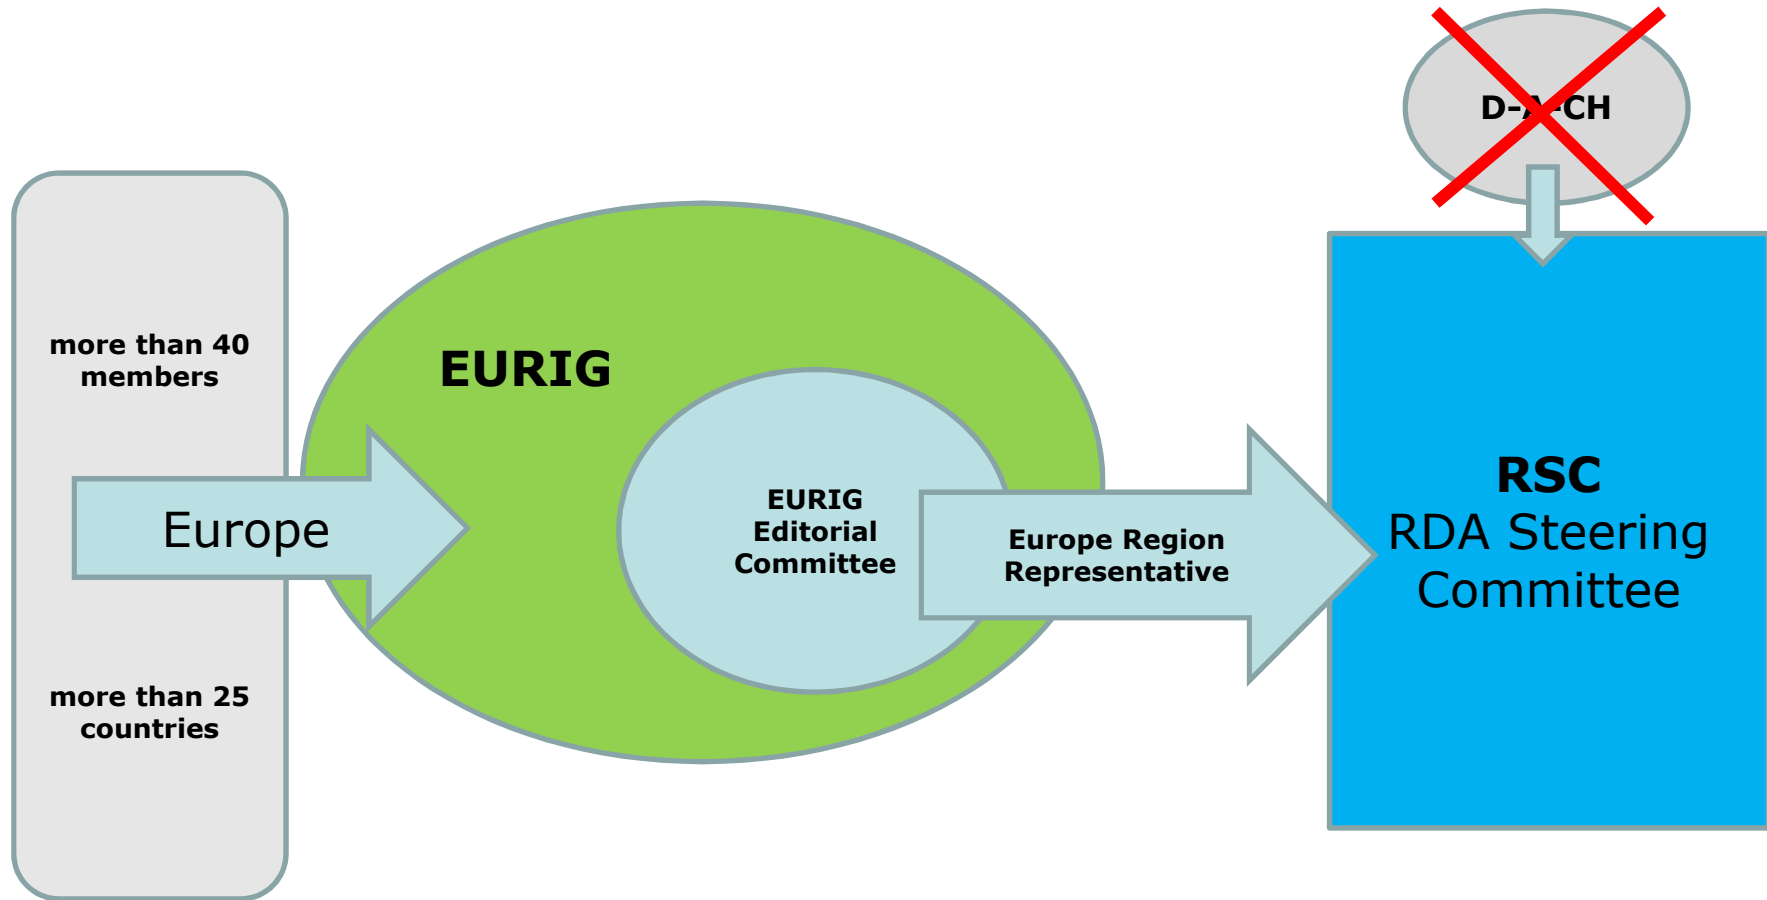 D-A-CH
more than 40
members
EURIG
Europe
EURIG
Editorial
Committee
Europe Region
Representative
RSC
RDA Steering
Committee
more than 25
countries